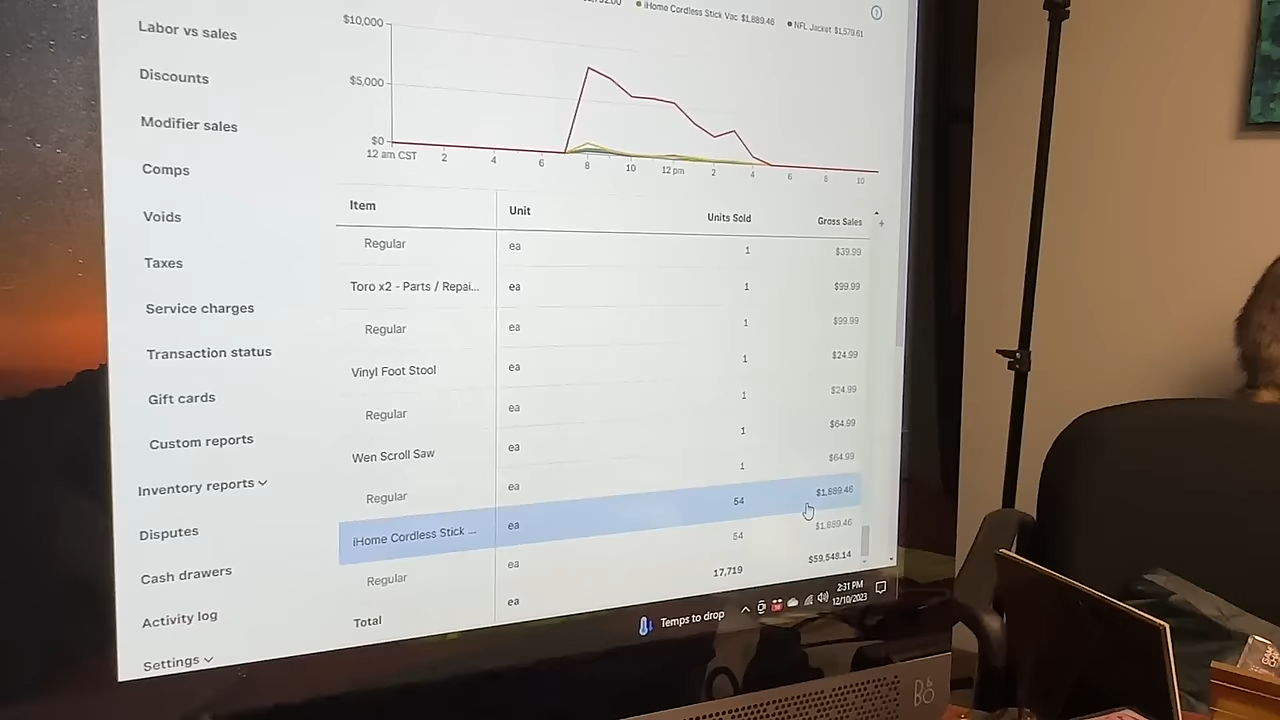 iHome Cordless Stick Vac $1,889.46
NFL Jacket $1,579.61
$10,000
$5,000
$0
12 am CST 2 4 6 8 10 12 pm 2 4 6 8 10
Labor vs sales
Discounts
Modifier sales
Comps
Voids
Taxes
Service charges
Transaction status
Gift cards
Custom reports
Inventory reports
Disputes
Cash drawers
Activity log
Settings
Item Unit Units Sold Gross Sales
Regular ea 1 $39.99
Toro x2 - Parts / Repai... ea 1 $99.99
Regular ea 1 $99.99
Vinyl Foot Stool ea 1 $24.99
Regular ea 1 $24.99
Wen Scroll Saw ea 1 $64.99
Regular ea 1 $64.99
iHome Cordless Stick ... ea 54 $1,889.46
Regular ea 54 $1,889.46
Total ea 17,719 $59,548.14
Temps to drop
2:31 PM
12/10/2023
B&O